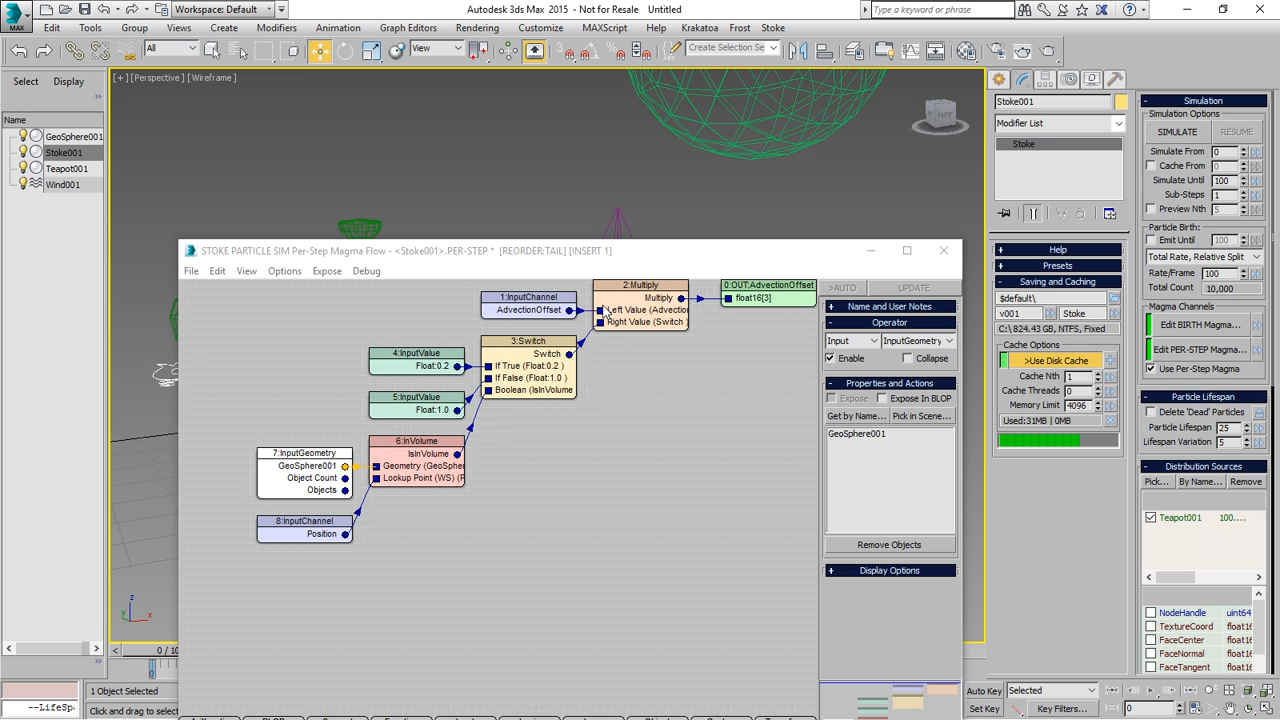 Workspace: Default
Autodesk 3ds Max 2015 - Not for Resale Untitled
Type a keyword or phrase
MAX
Edit Tools Group Views Create Modifiers Animation Graph Editors Rendering Customize MAXScript Help Krakatoa Frost Stoke
All
View
Create Selection Se
Select Display
Name
GeoSphere001
Stoke001
Teapot001
Wind001
[+] [Perspective] [Wireframe]
STOKE PARTICLE SIM Per-Step Magma Flow - <Stoke001>.PER-STEP * [REORDER:TAIL] [INSERT 1]
File Edit View Options Expose Debug
1:InputChannel
AdvectionOffset
2:Multiply
Multiply
Left Value (Advectio
Right Value (Switch
0:OUT:AdvectionOffset
float16[3]
3:Switch
Switch
If True (Float:0.2 )
If False (Float:1.0 )
Boolean (IsInVolume
4:InputValue
Float:0.2
5:InputValue
Float:1.0
6:InVolume
IsInVolume
Geometry (GeoSphe
Lookup Point (WS) (P
7:InputGeometry
GeoSphere001
Object Count
Objects
8:InputChannel
Position
>AUTO UPDATE
+ Name and User Notes
- Operator
Input InputGeometry
Enable Collapse
- Properties and Actions
Expose Expose In BLOP
Get by Name... Pick in Scene...
GeoSphere001
Remove Objects
+ Display Options
Stoke001
Modifier List
Stoke
+ Help
+ Presets
- Saving and Caching
$default\
v001 Stoke
C:\ 824.43 GB, NTFS, Fixed
Cache Options
>Use Disk Cache
Cache Nth 1
Cache Threads 0
Memory Limit 4096
Used:31MB | 0MB
- Simulation
Simulation Options
SIMULATE RESUME
Simulate From 0
Cache From 0
Simulate Until 100
Sub-Steps 1
Preview Nth 5
Particle Birth:
Emit Until 100
Total Rate, Relative Split
Rate/Frame 100
Total Count 10,000
Magma Channels
Edit BIRTH Magma...
Edit PER-STEP Magma...
Use Per-Step Magma
- Particle Lifespan
Delete 'Dead' Particles
Particle Lifespan 25
Lifespan Variation 5
- Distribution Sources
Pick... By Name... Remove
Teapot001 100....
NodeHandle uint64
TextureCoord float16
FaceCenter float16
FaceNormal float16
FaceTangent float16
0 / 10
0
1 Object Selected
--LifeSp
Click and drag to select
Auto Key Selected
Set Key Key Filters... 0